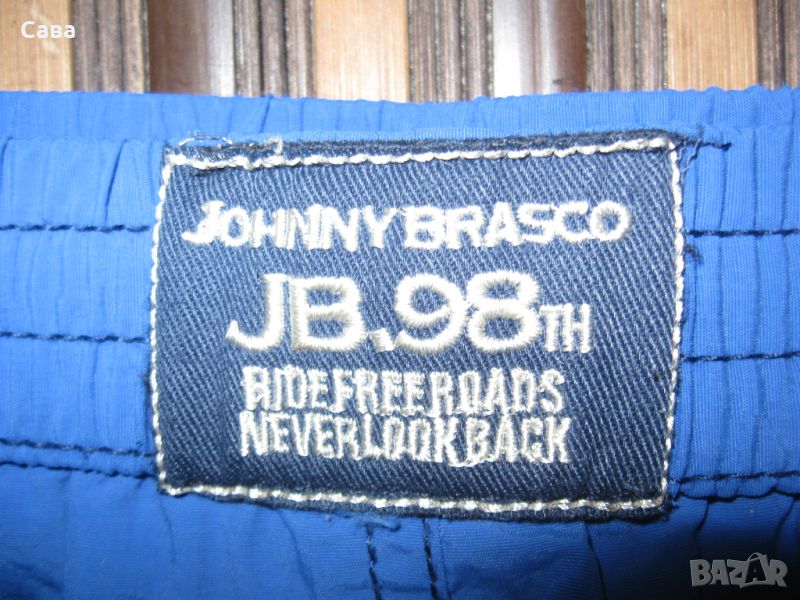 Сава
JOHNNY BRASCO
JB.98TH
RIDEFREEROADS
NEVERLOOKBACK
BAZAR